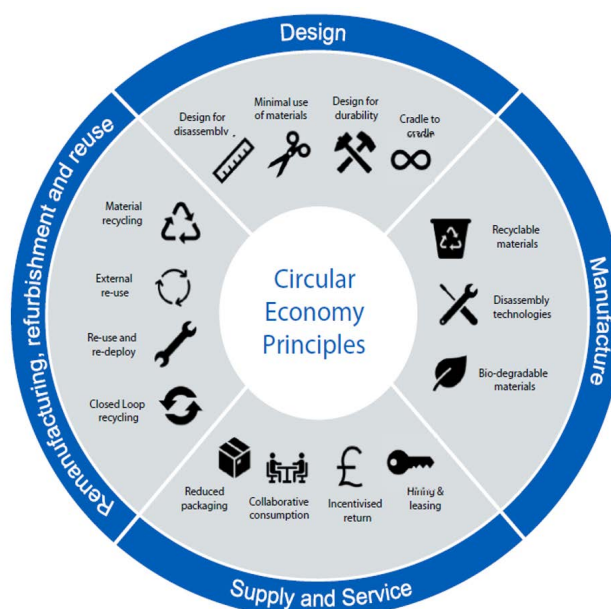 Design
Design for
disassembly
Minimal use
of materials
Design for
durability
Cradle to
cradle
Manufacture
Recyclable
materials
Disassembly
technologies
Bio-degradable
materials
Supply and Service
Reduced
packaging
Collaborative
consumption
Incentivised
return
Hiring &
leasing
Remanufacturing, refurbishment and reuse
Material
recycling
External
re-use
Re-use and
re-deploy
Closed Loop
recycling
Circular
Economy
Principles
£